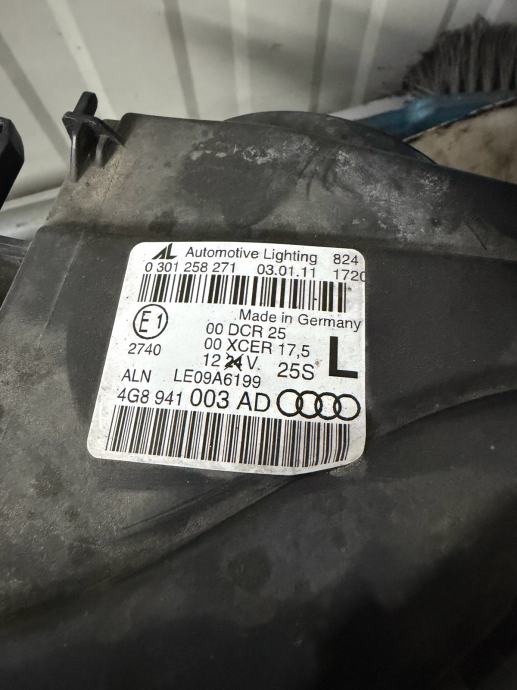 AL Automotive Lighting 824
0 301 258 271 03.01.11 1720
Made in Germany
E1 00 DCR 25
00 XCER 17,5 L
2740 12 24 V 25S
ALN LE09A6199
4G8 941 003 AD